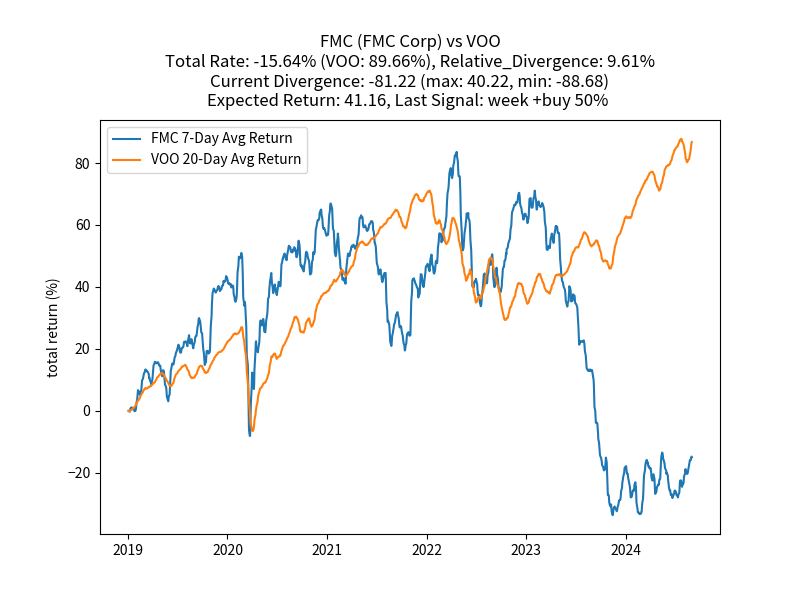 FMC (FMC Corp) vs VOO
Total Rate: -15.64% (VOO: 89.66%), Relative_Divergence: 9.61%
Current Divergence: -81.22 (max: 40.22, min: -88.68)
Expected Return: 41.16, Last Signal: week +buy 50%
FMC 7-Day Avg Return
VOO 20-Day Avg Return
total return (%)
80
60
40
20
0
−20
2019
2020
2021
2022
2023
2024